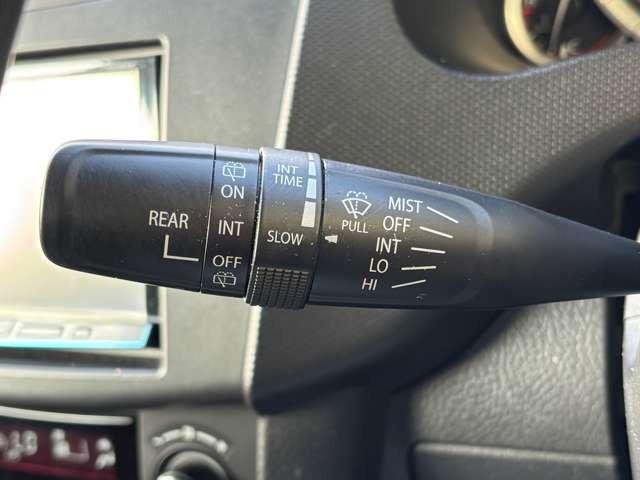 REAR
ON
INT
OFF
INT
TIME
SLOW
PULL
MIST
OFF
INT
LO
HI